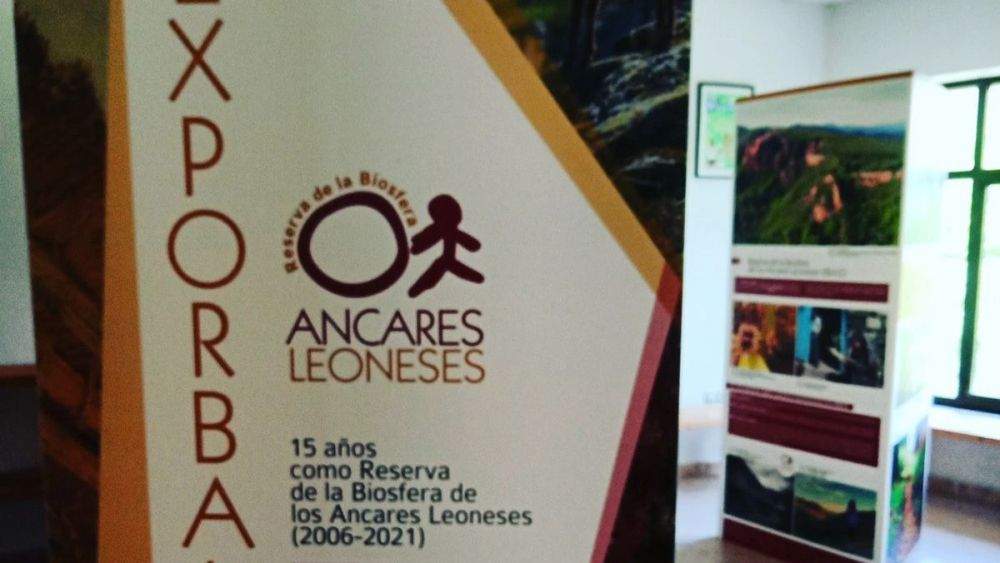 EXPORBA
Reserva de la Biosfera
ANCARES
LEONESES
15 años
como Reserva
de la Biosfera de
los Ancares Leoneses
(2006-2021)